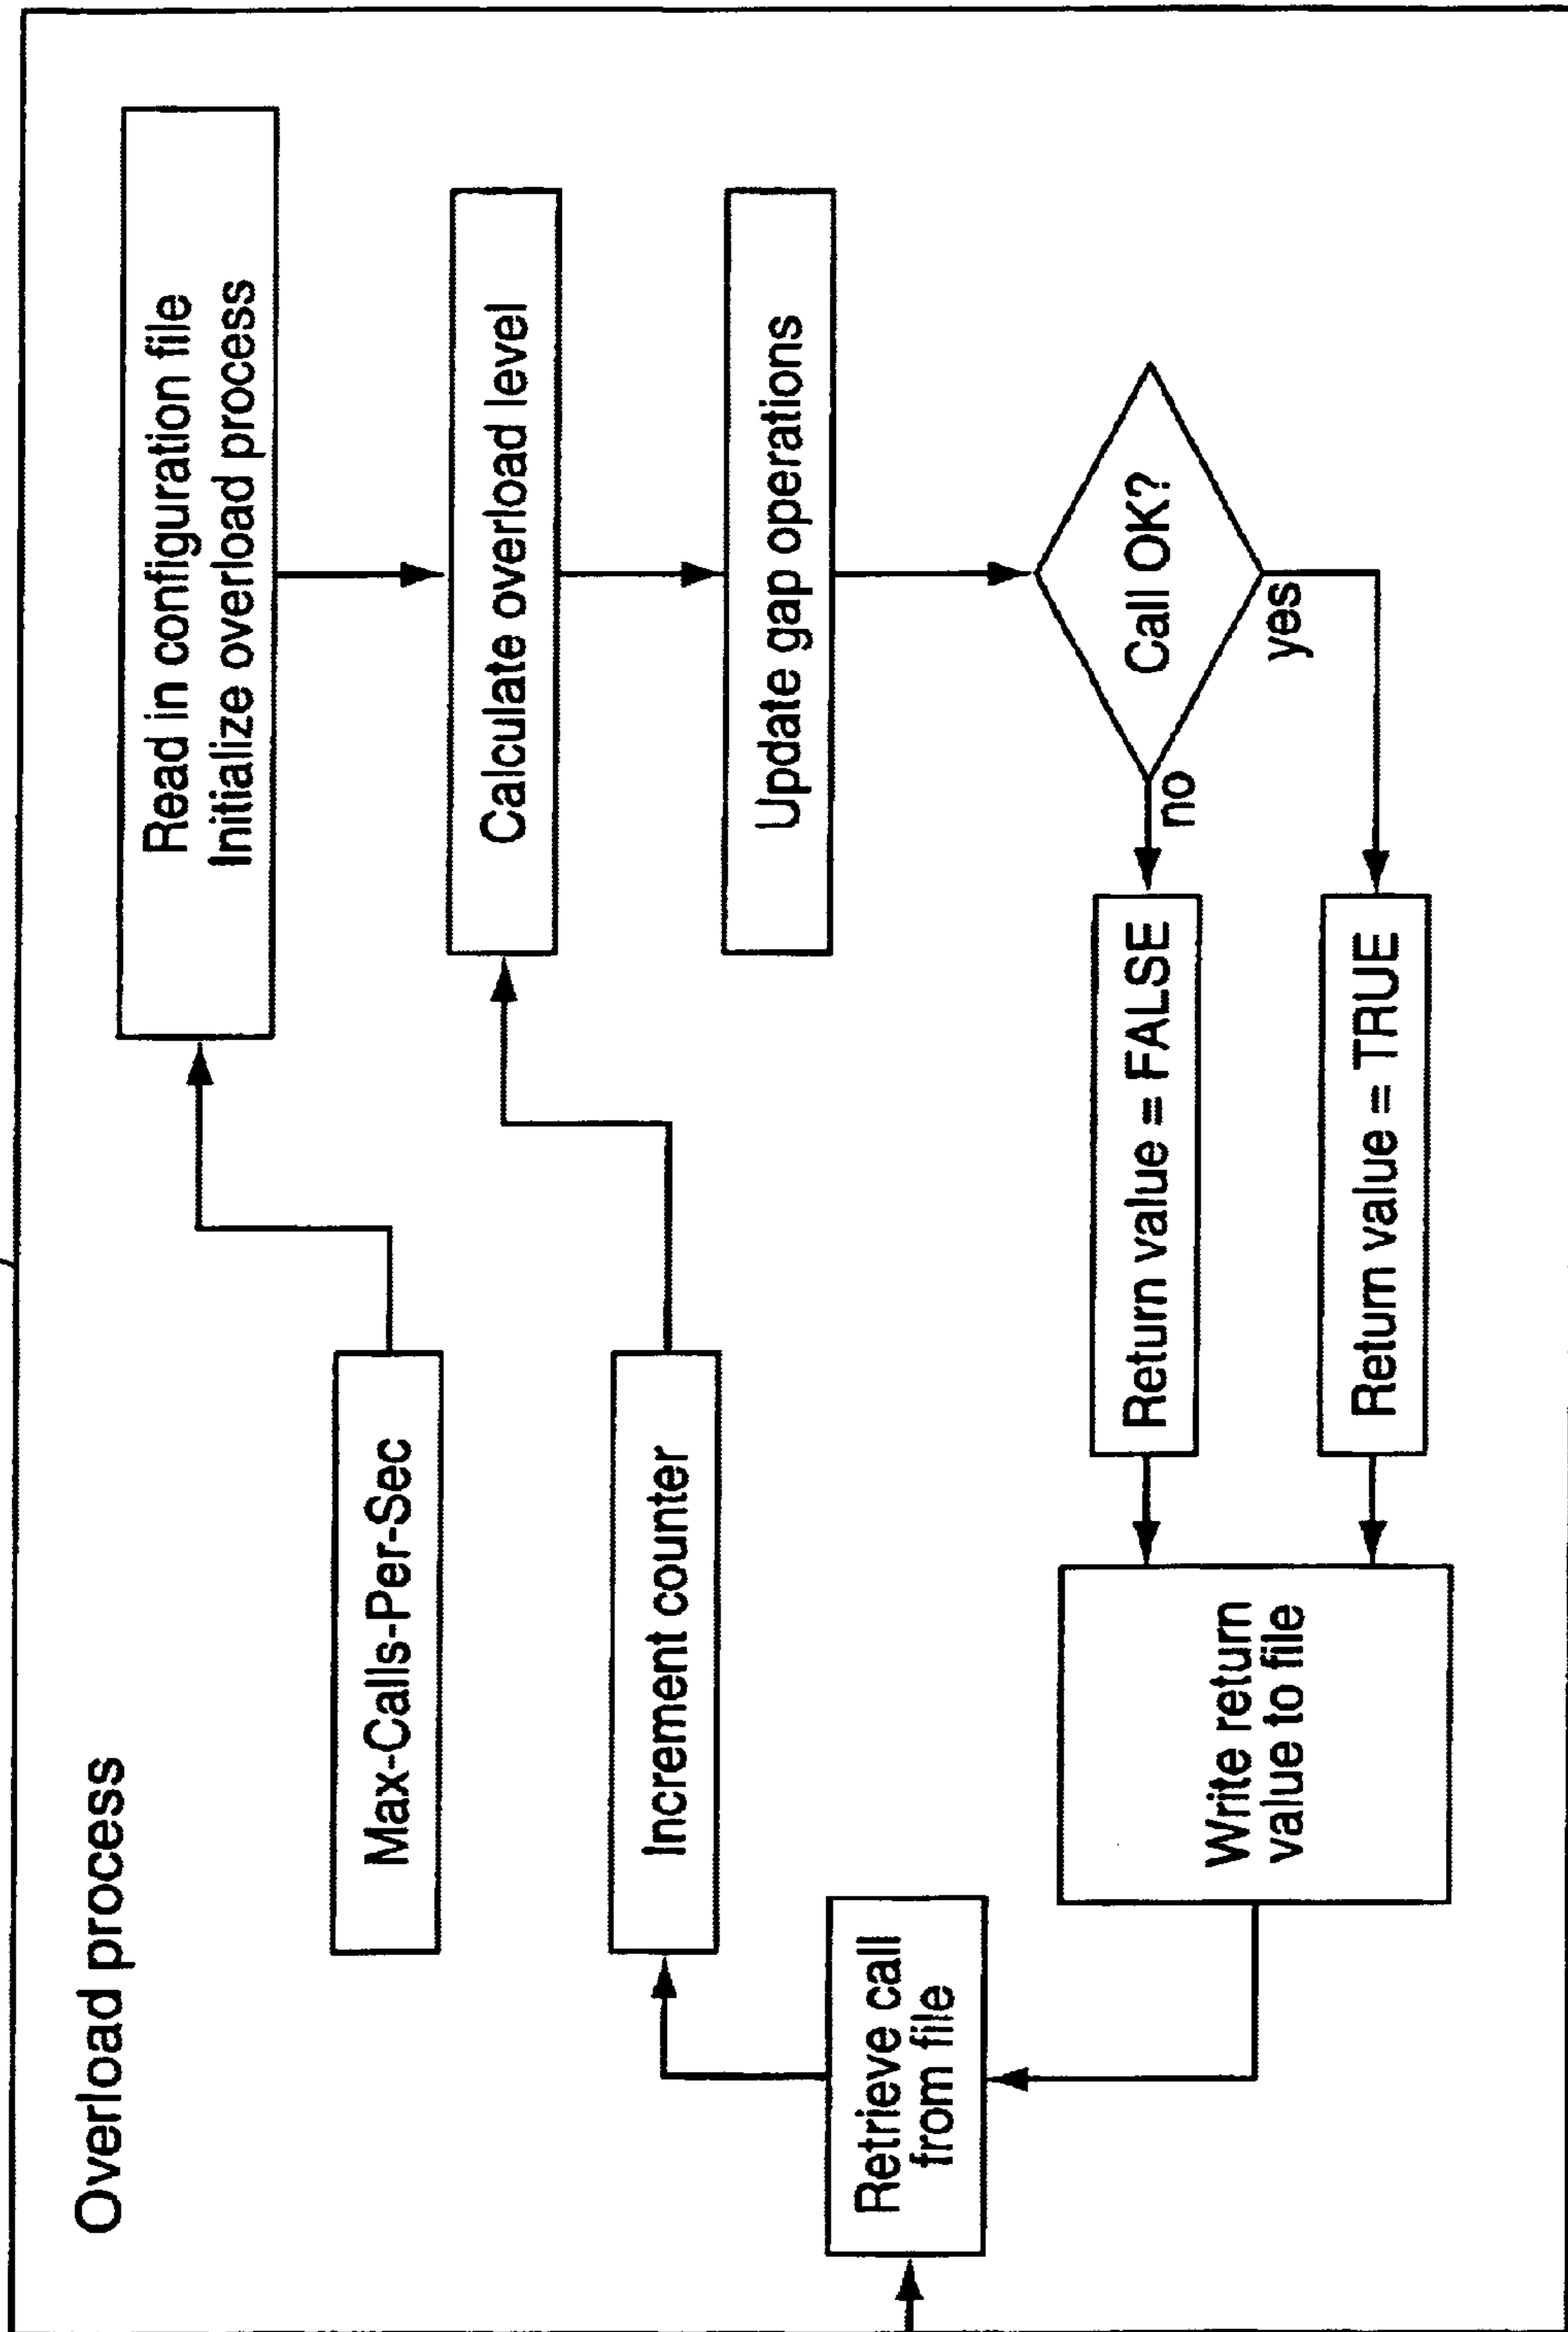 Overload process
Read in configuration file
Initialize overload process
Max-Calls-Per-Sec
Calculate overload level
Increment counter
Update gap operations
Retrieve call
from file
Call OK?
no
yes
Return value = FALSE
Return value = TRUE
Write return
value to file